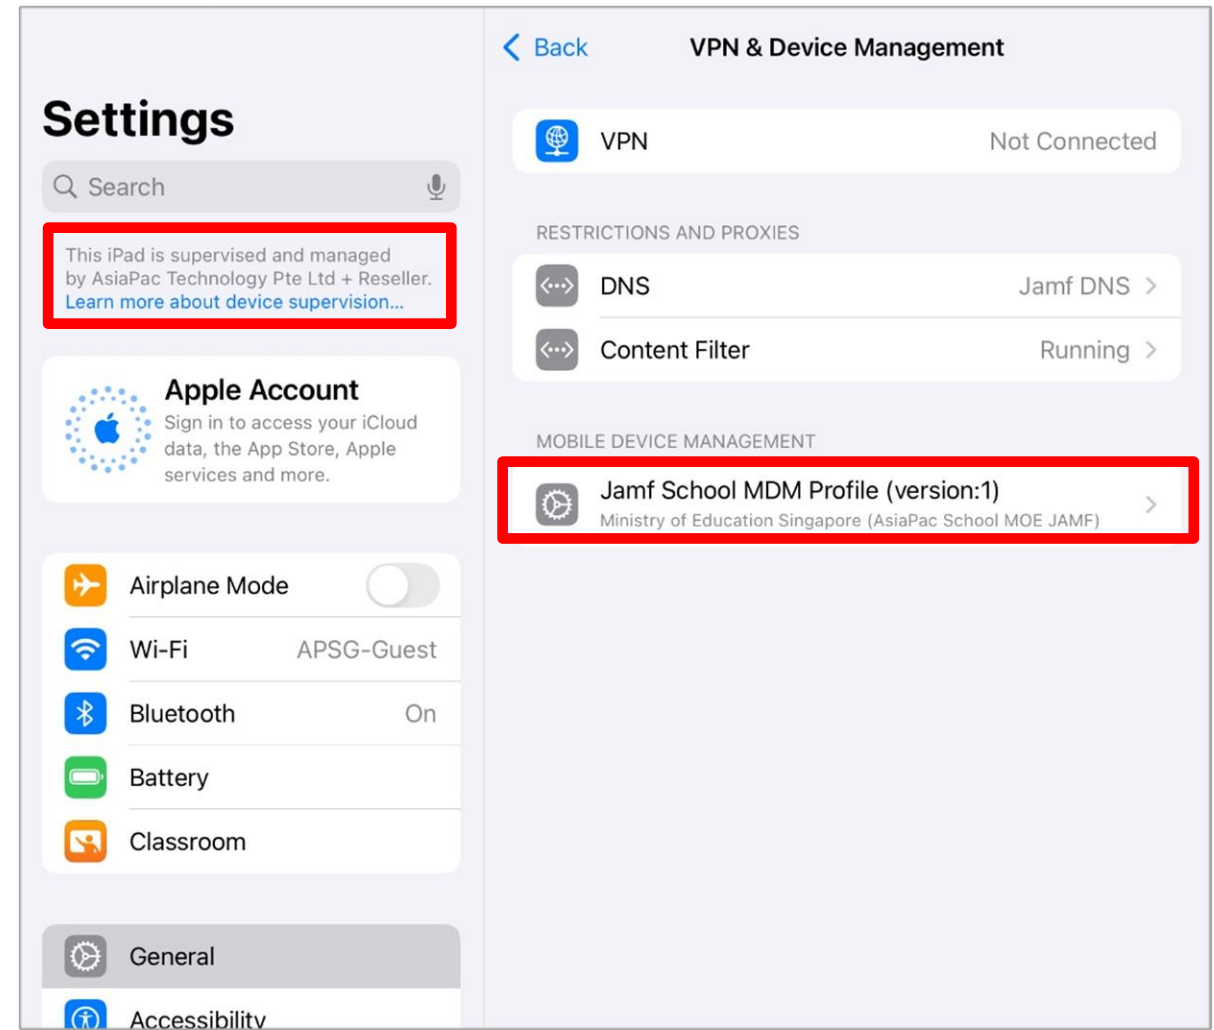 Settings
Search
This iPad is supervised and managed
by AsiaPac Technology Pte Ltd + Reseller.
Learn more about device supervision...
Apple Account
Sign in to access your iCloud
data, the App Store, Apple
services and more.
Airplane Mode
Wi-Fi APSG-Guest
Bluetooth On
Battery
Classroom
General
Accessibility
Back VPN & Device Management
VPN Not Connected
RESTRICTIONS AND PROXIES
DNS Jamf DNS
Content Filter Running
MOBILE DEVICE MANAGEMENT
Jamf School MDM Profile (version:1)
Ministry of Education Singapore (AsiaPac School MOE JAMF)